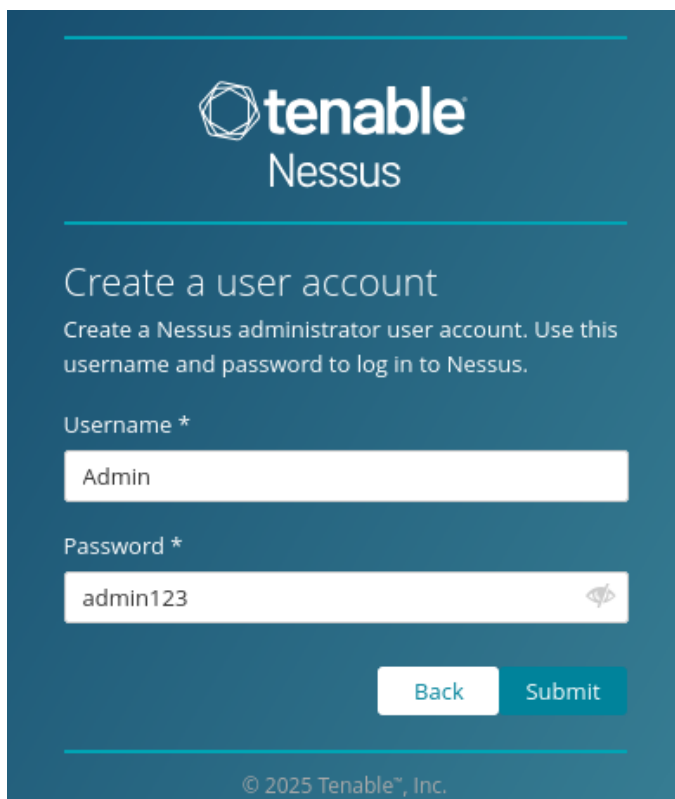 tenable
Nessus
Create a user account
Create a Nessus administrator user account. Use this
username and password to log in to Nessus.
Username *
Admin
Password *
admin123
Back Submit
© 2025 Tenable™, Inc.